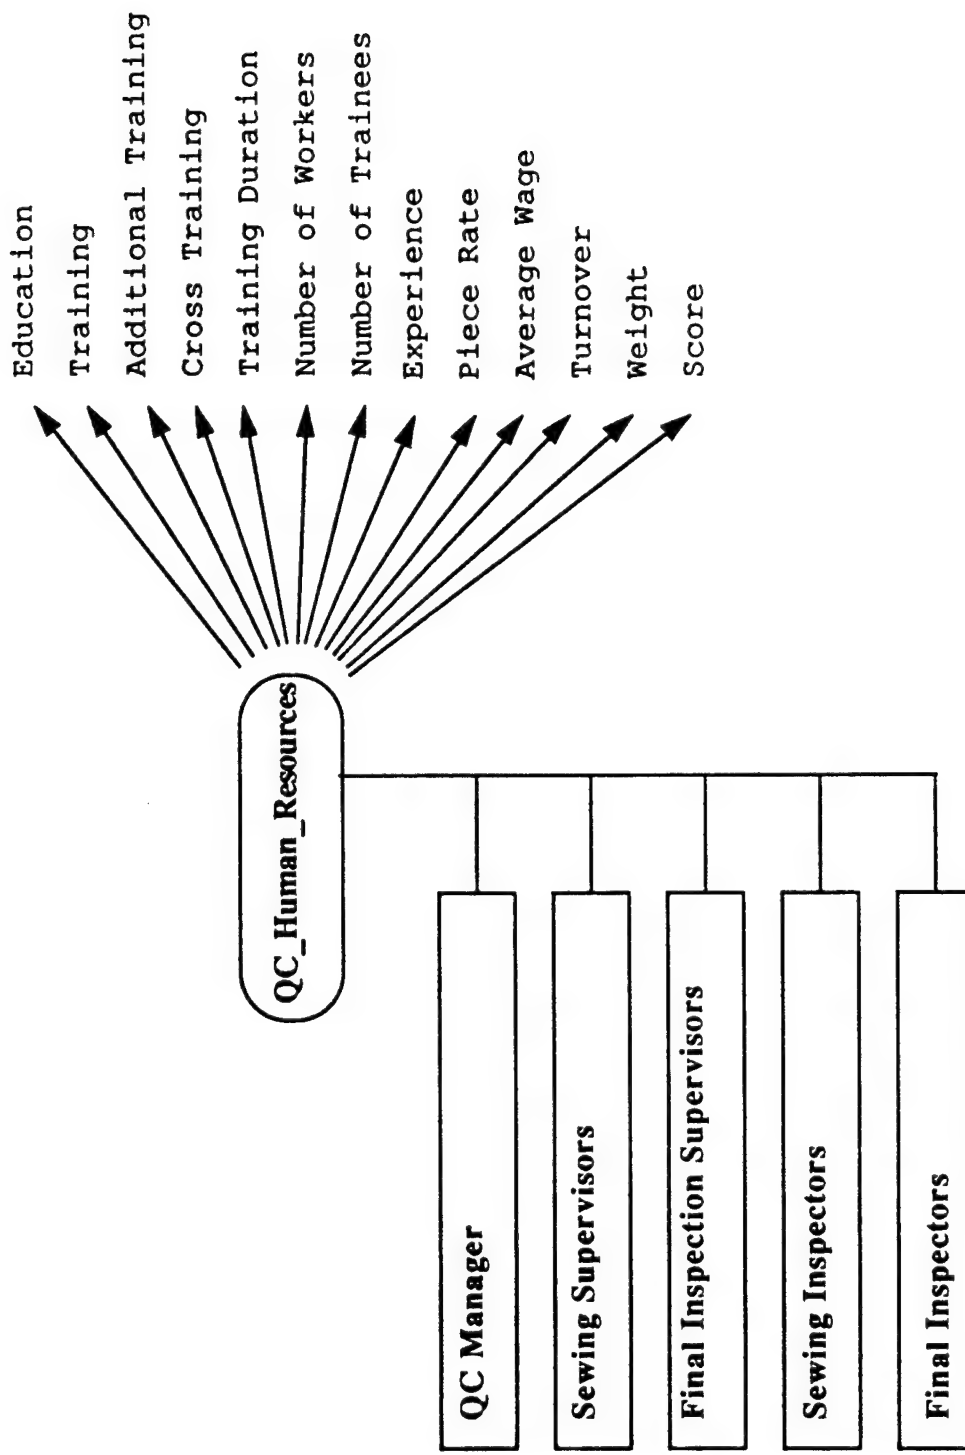 QC_Human_Resources
Education
Training
Additional Training
Cross Training
Training Duration
Number of Workers
Number of Trainees
Experience
Piece Rate
Average Wage
Turnover
Weight
Score
QC Manager
Sewing Supervisors
Final Inspection Supervisors
Sewing Inspectors
Final Inspectors